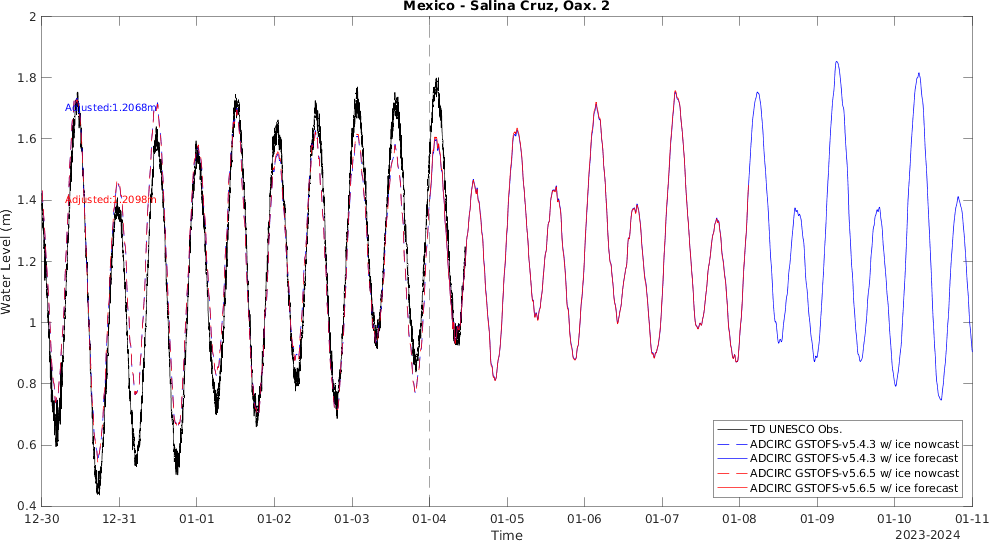 Mexico - Salina Cruz, Oax. 2
2
1.8
1.6
1.4
1.2
1
0.8
0.6
0.4
Water Level (m)
Adjusted:1.2068m
Adjusted:1.2098m
TD UNESCO Obs.
ADCIRC GSTOFS-v5.4.3 w/ ice nowcast
ADCIRC GSTOFS-v5.4.3 w/ ice forecast
ADCIRC GSTOFS-v5.6.5 w/ ice nowcast
ADCIRC GSTOFS-v5.6.5 w/ ice forecast
12-30 12-31 01-01 01-02 01-03 01-04 01-05 01-06 01-07 01-08 01-09 01-10 01-11
Time
2023-2024